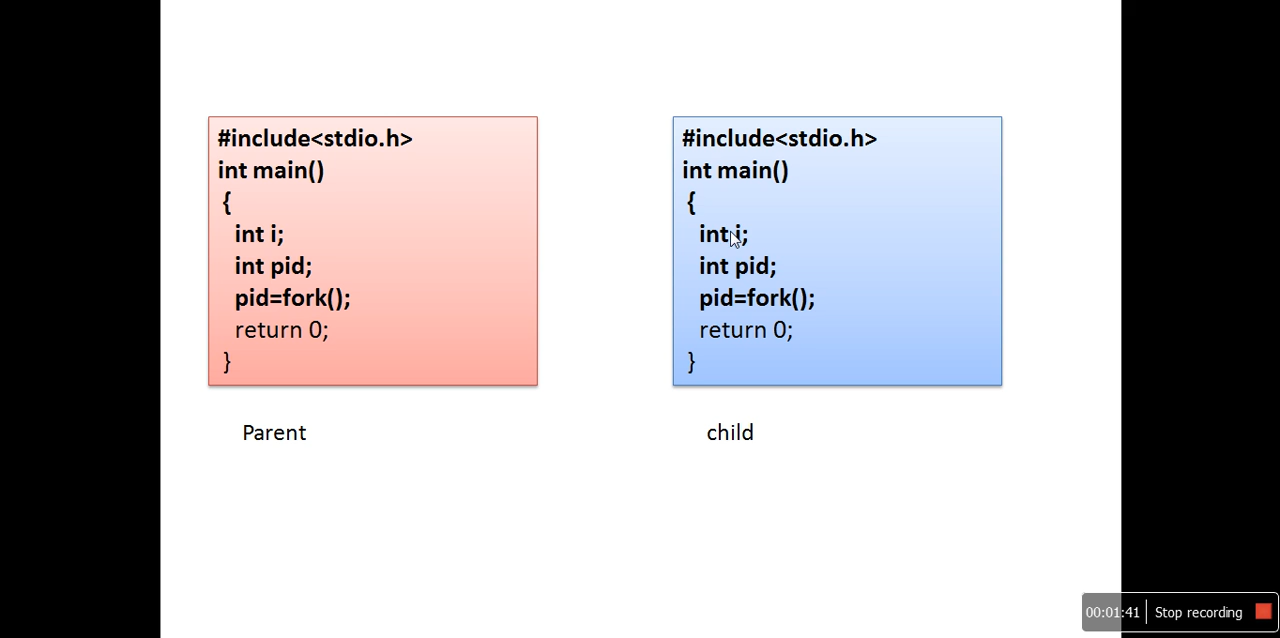 #include<stdio.h>
int main()
{
int i;
int pid;
pid=fork();
return 0;
}
Parent
#include<stdio.h>
int main()
{
int i;
int pid;
pid=fork();
return 0;
}
child
00:01:41 Stop recording